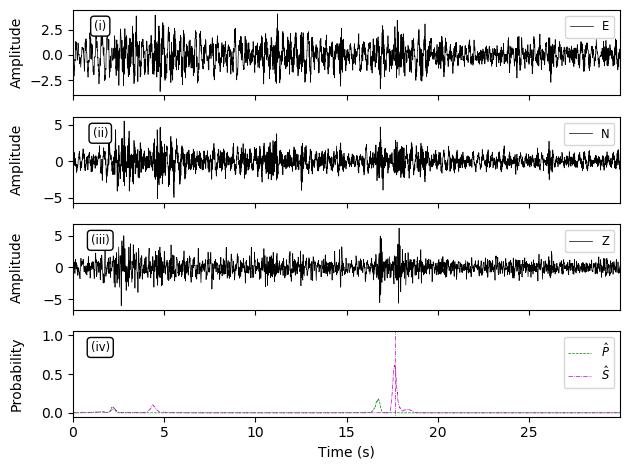 (i)
E
Amplitude
2.5
0.0
−2.5
(ii)
N
Amplitude
5
0
−5
(iii)
Z
Amplitude
5
0
−5
(iv)
P̂
Ŝ
Probability
1.0
0.5
0.0
0 5 10 15 20 25
Time (s)